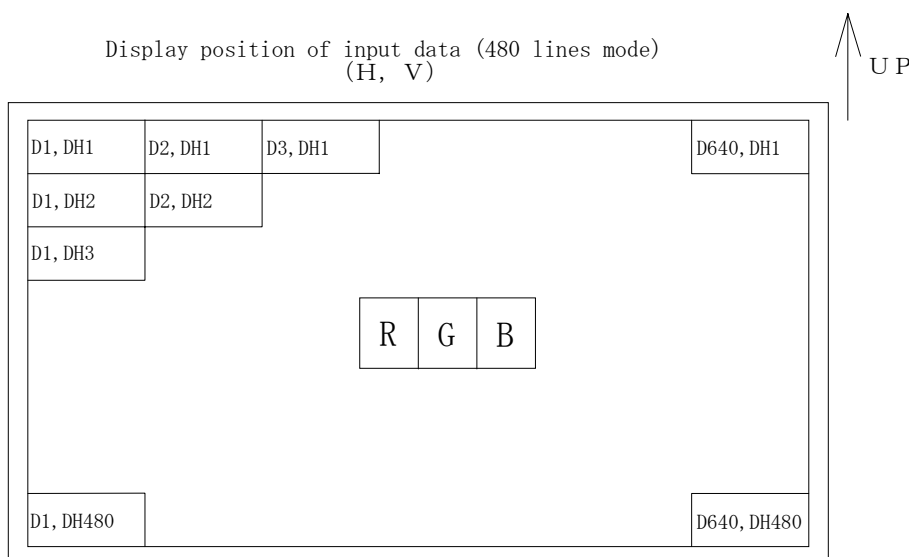 Display position of input data (480 lines mode)
(H, V)
UP
D1,DH1 D2,DH1 D3,DH1 D640,DH1
D1,DH2 D2,DH2
D1,DH3
R G B
D1,DH480 D640,DH480